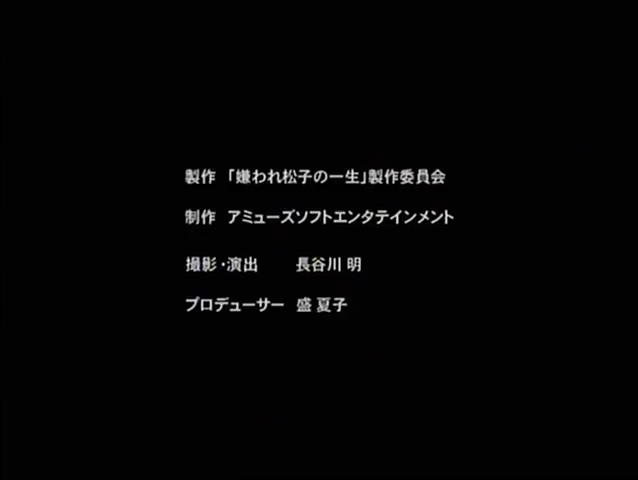 製作 「嫌われ松子の一生」製作委員会
制作 アミューズソフトエンタテインメント
撮影・演出 長谷川 明
プロデューサー 盛 夏子